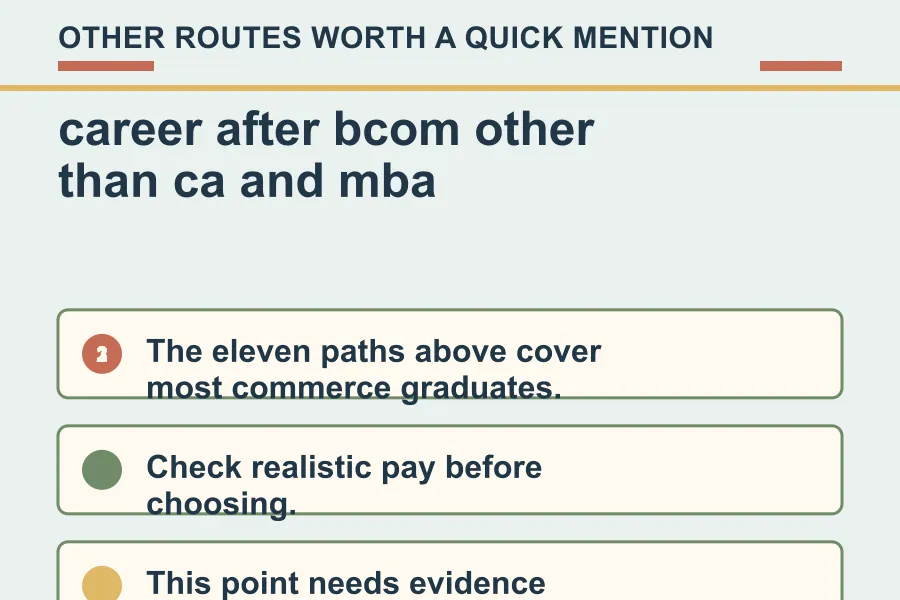 OTHER ROUTES WORTH A QUICK MENTION
career after bcom other
than ca and mba
The eleven paths above cover
most commerce graduates.
Check realistic pay before
choosing.
This point needs evidence